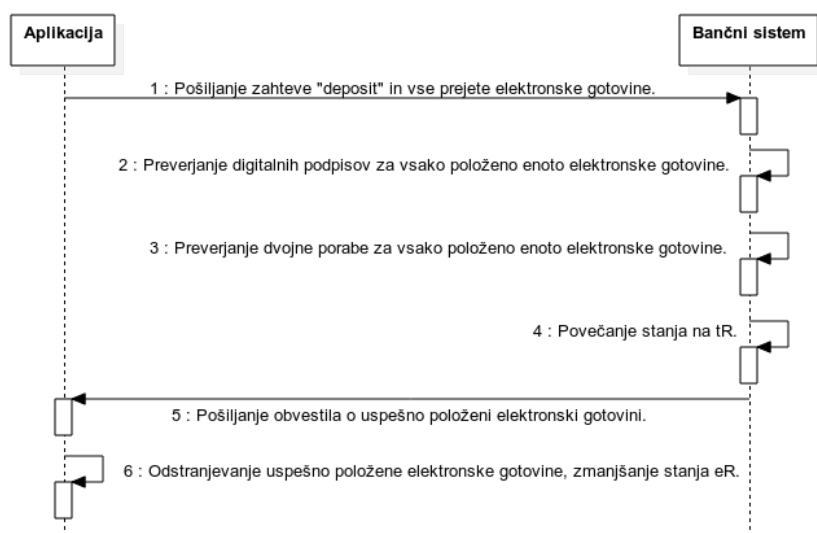 Aplikacija
Bančni sistem
1 : Pošiljanje zahteve "deposit" in vse prejete elektronske gotovine.
2 : Preverjanje digitalnih podpisov za vsako položeno enoto elektronske gotovine.
3 : Preverjanje dvojne porabe za vsako položeno enoto elektronske gotovine.
4 : Povečanje stanja na tR.
5 : Pošiljanje obvestila o uspešno položeni elektronski gotovini.
6 : Odstranjevanje uspešno položene elektronske gotovine, zmanjšanje stanja eR.